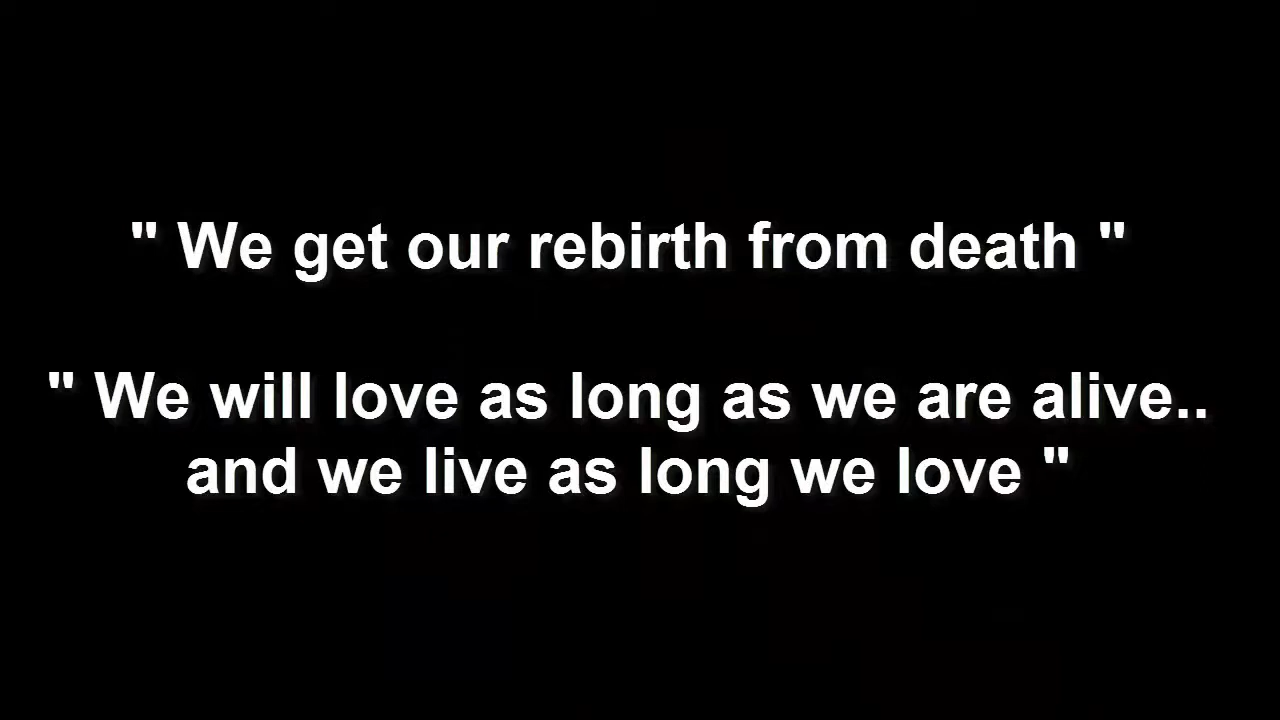 " We get our rebirth from death "
" We will love as long as we are alive..
and we live as long we love "